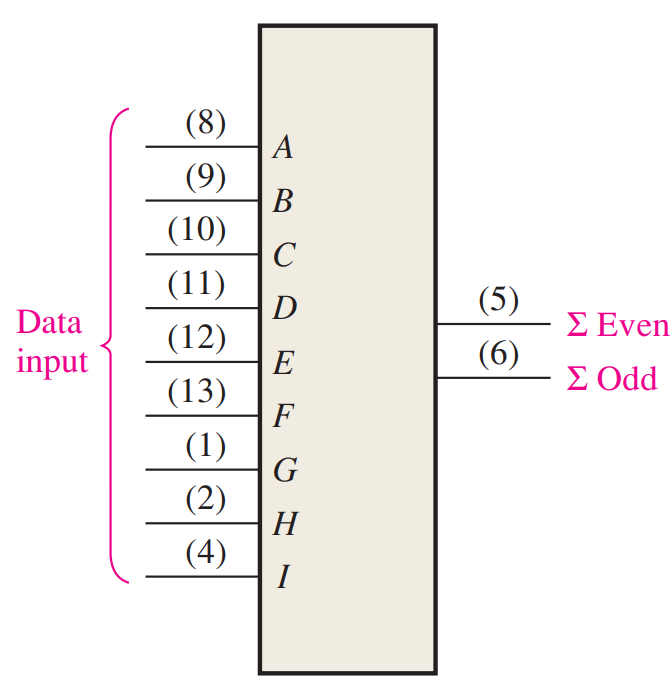 (8)
A
(9)
B
(10)
C
(11)
D
(12)
E
(13)
F
(1)
G
(2)
H
(4)
I
Data
input
(5)
Σ Even
(6)
Σ Odd